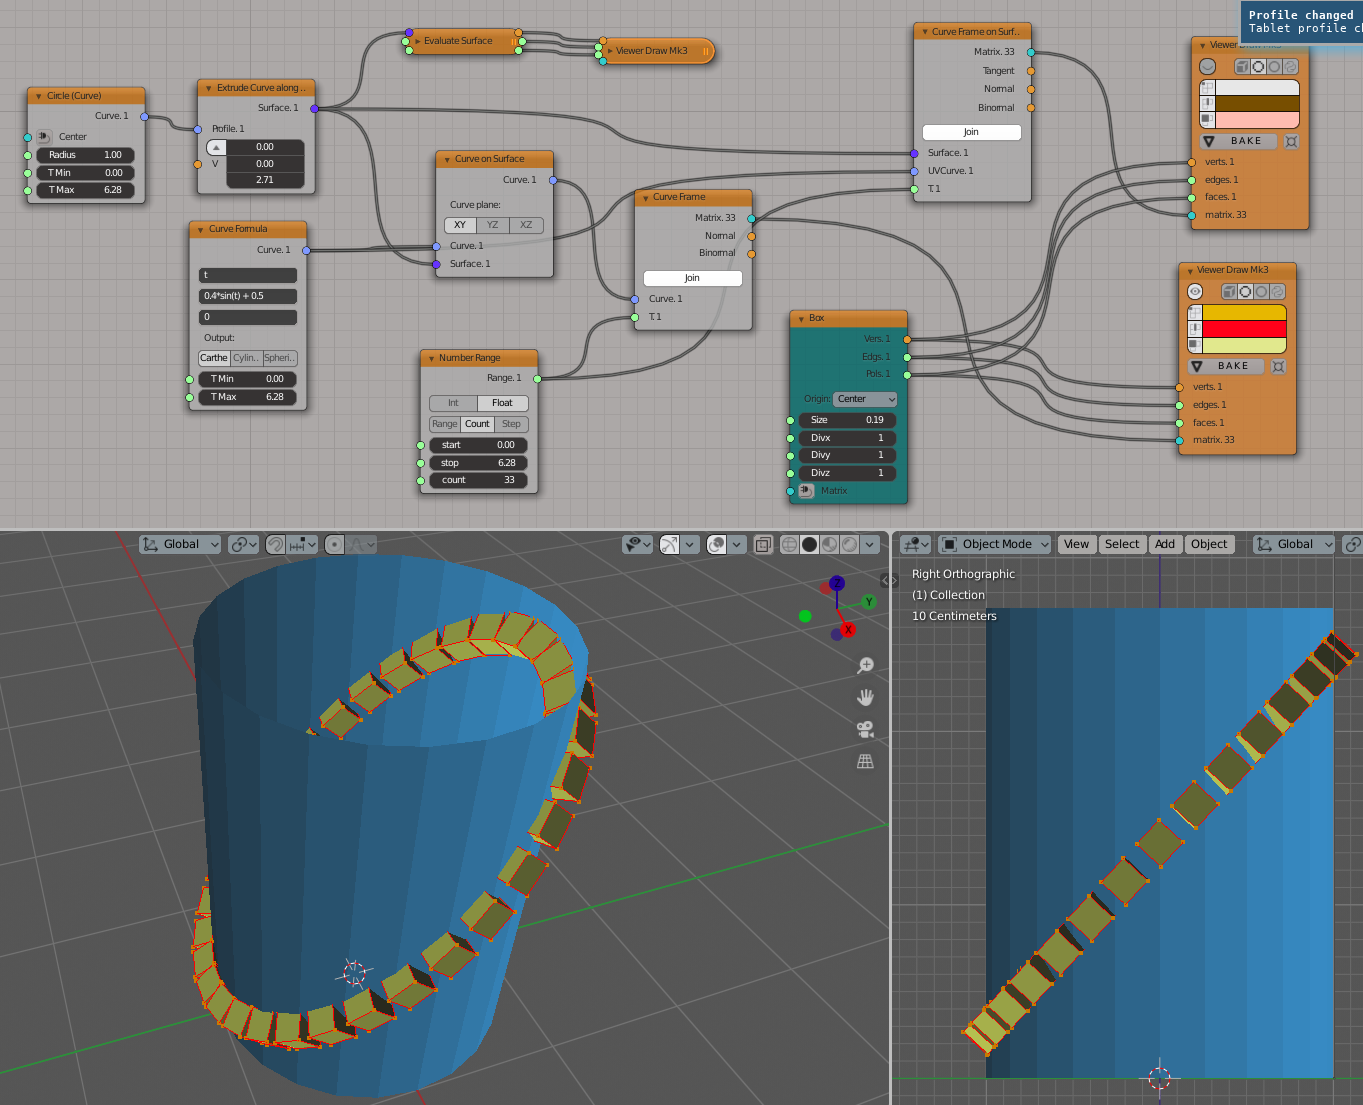 Profile changed
Tablet profile c
Evaluate Surface
Viewer Draw Mk3
Curve Frame on Surf..
Matrix. 33
Tangent
Normal
Binormal
Join
Surface. 1
UVCurve. 1
T. 1
Viewer Draw Mk3
BAKE
verts. 1
edges. 1
faces. 1
matrix. 33
Circle (Curve)
Curve. 1
Center
Radius 1.00
T Min 0.00
T Max 6.28
Extrude Curve along ..
Surface. 1
Profile. 1
0.00
V 0.00
2.71
Curve on Surface
Curve. 1
Curve plane:
XY YZ XZ
Curve. 1
Surface. 1
Curve Frame
Matrix. 33
Normal
Binormal
Join
Curve. 1
T. 1
Curve Formula
Curve. 1
t
0.4*sin(t) + 0.5
0
Output:
Carthe Cylin.. Spheri..
T Min 0.00
T Max 6.28
Number Range
Range. 1
Int Float
Range Count Step
start 0.00
stop 6.28
count 33
Box
Vers. 1
Edgs. 1
Pols. 1
Origin: Center
Size 0.19
Divx 1
Divy 1
Divz 1
Matrix
Viewer Draw Mk3
BAKE
verts. 1
edges. 1
faces. 1
matrix. 33
Global
Z
Y
X
Object Mode View Select Add Object Global
Right Orthographic
(1) Collection
10 Centimeters